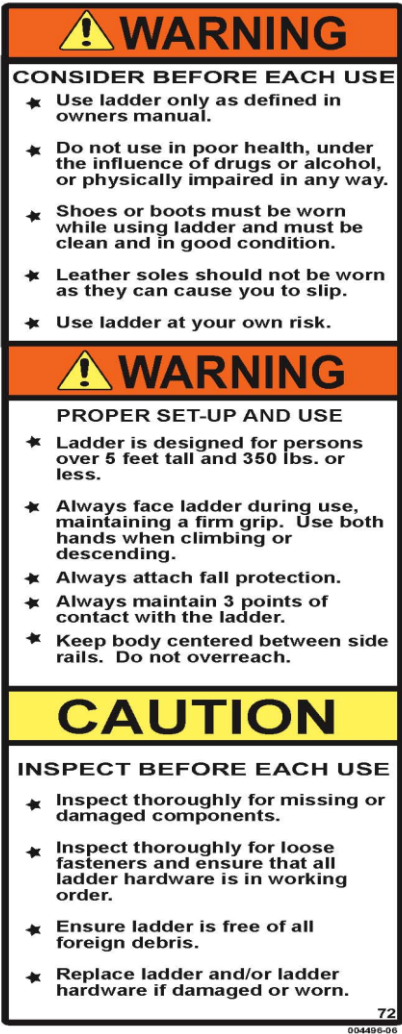 WARNING
CONSIDER BEFORE EACH USE
Use ladder only as defined in
owners manual.
Do not use in poor health, under
the influence of drugs or alcohol,
or physically impaired in any way.
Shoes or boots must be worn
while using ladder and must be
clean and in good condition.
Leather soles should not be worn
as they can cause you to slip.
Use ladder at your own risk.
WARNING
PROPER SET-UP AND USE
Ladder is designed for persons
over 5 feet tall and 350 lbs. or
less.
Always face ladder during use,
maintaining a firm grip.  Use both
hands when climbing or
descending.
Always attach fall protection.
Always maintain 3 points of
contact with the ladder.
Keep body centered between side
rails.  Do not overreach.
CAUTION
INSPECT BEFORE EACH USE
Inspect thoroughly for missing or
damaged components.
Inspect thoroughly for loose
fasteners and ensure that all
ladder hardware is in working
order.
Ensure ladder is free of all
foreign debris.
Replace ladder and/or ladder
hardware if damaged or worn.
72
004496-06